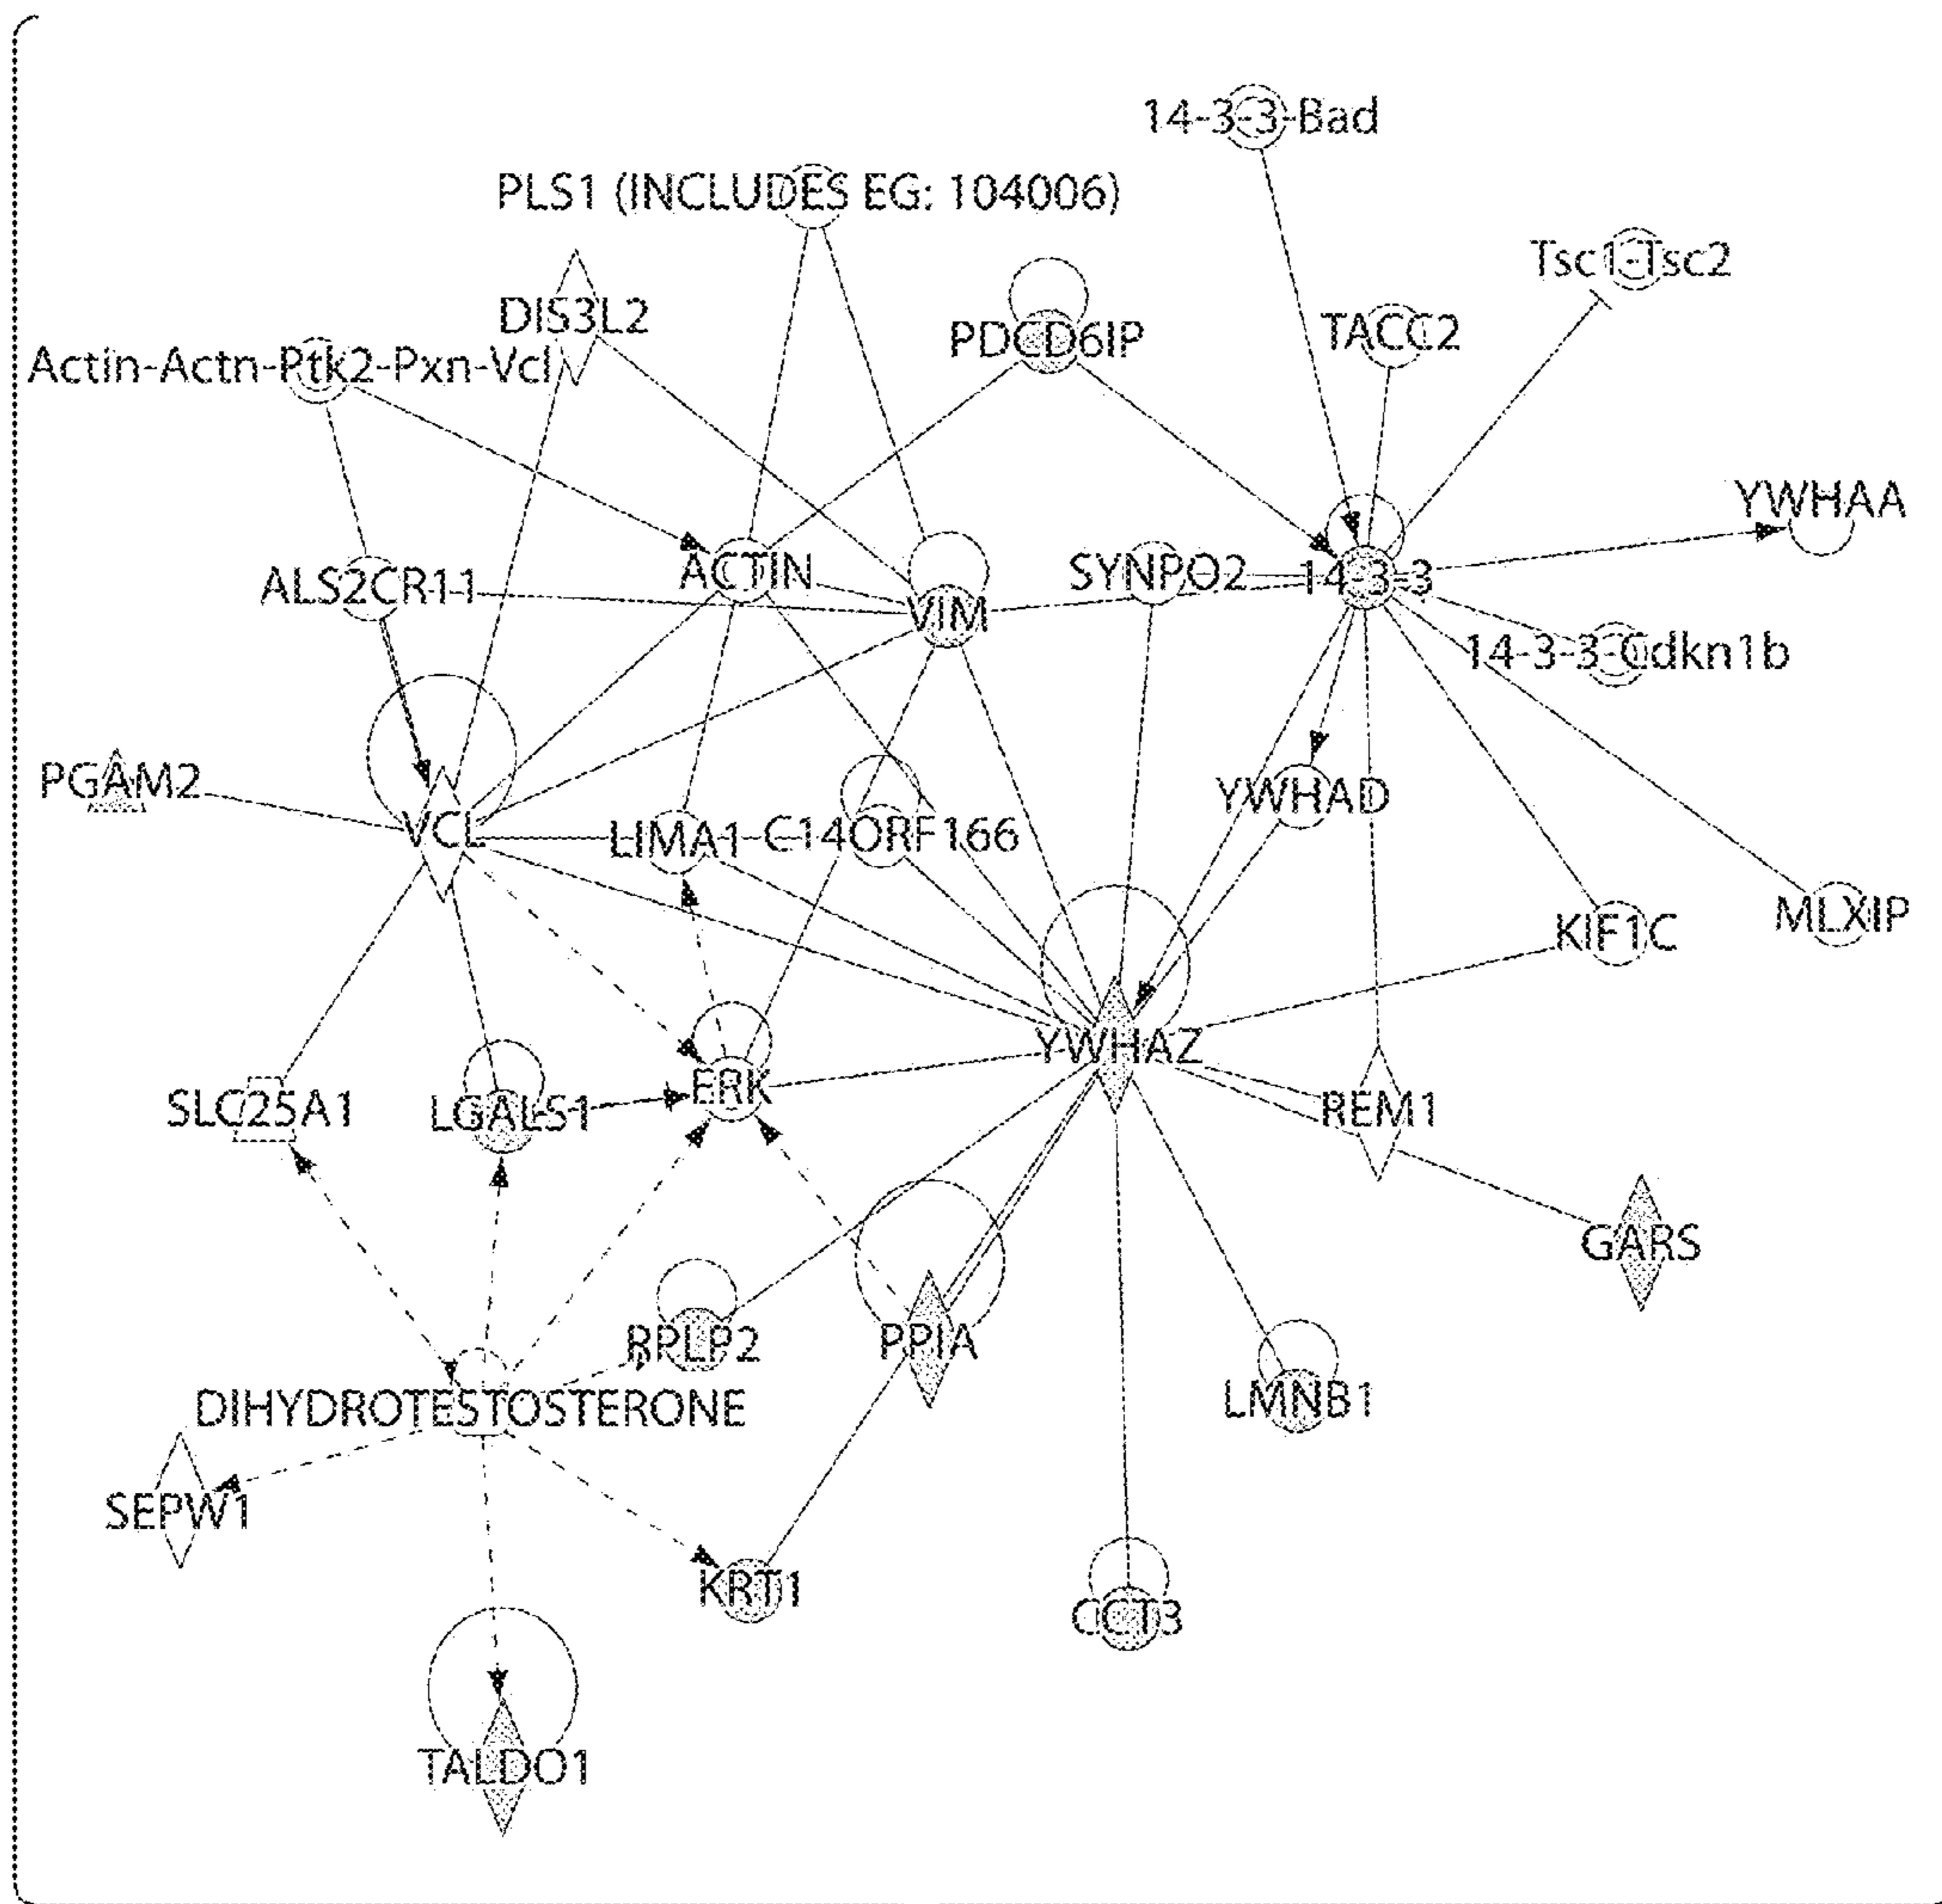 14-3-3-Bad
PLS1 (INCLUDES EG: 104006)
Tsc1-Tsc2
DIS3L2
PDCD6IP
TACC2
Actin-Actn-Ptk2-Pxn-Vcl
YWHAA
ALS2CR11
ACTIN
VIM
SYNPO2
14-3-3
14-3-3-Cdkn1b
PGAM2
VCL
LIMA1
C14ORF166
YWHAD
KIF1C
MLXIP
YWHAZ
SLC25A1
LGALS1
ERK
REM1
GARS
RPLP2
PPIA
LMNB1
DIHYDROTESTOSTERONE
SEPW1
KRT1
CCT3
TALDO1